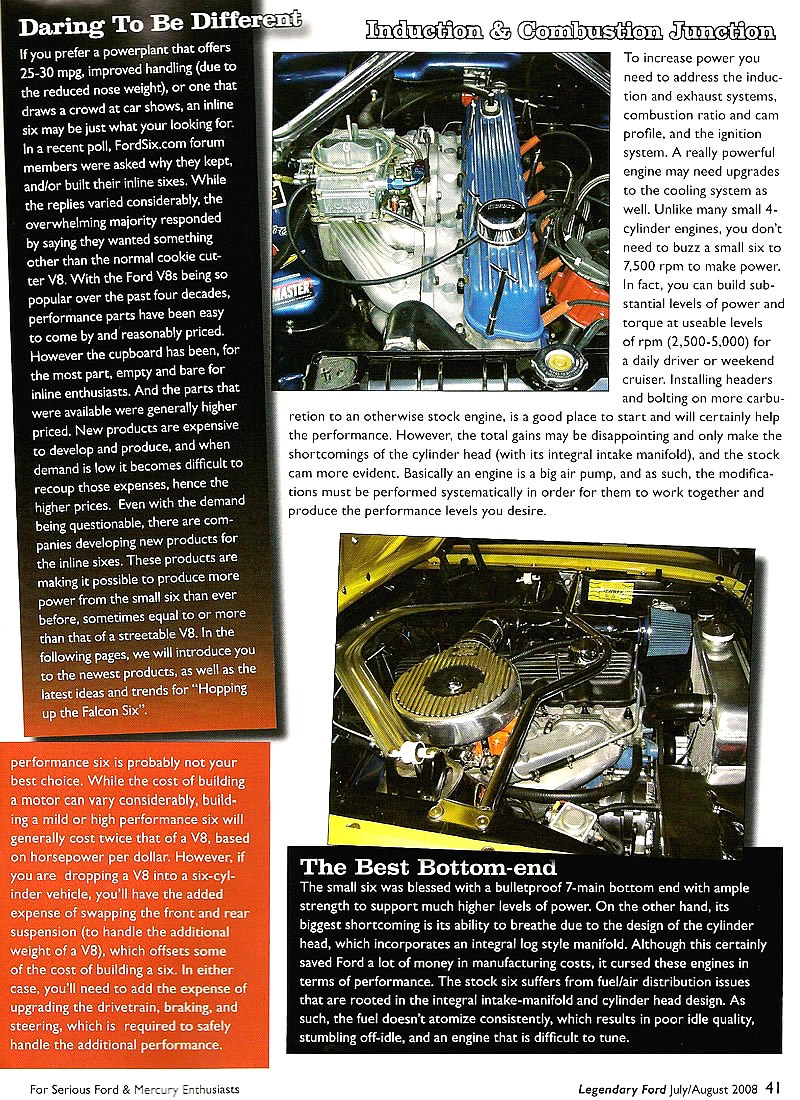 Daring To Be Different
If you prefer a powerplant that offers
25-30 mpg, improved handling (due to
the reduced nose weight), or one that
draws a crowd at car shows, an inline
six may be just what your looking for.
In a recent poll, FordSix.com forum
members were asked why they kept,
and/or built their inline sixes. While
the replies varied considerably, the
overwhelming majority responded
by saying they wanted something
other than the normal cookie cut-
ter V8. With the Ford V8s being so
popular over the past four decades,
performance parts have been easy
to come by and reasonably priced.
However the cupboard has been, for
the most part, empty and bare for
inline enthusiasts. And the parts that
were available were generally higher
priced. New products are expensive
to develop and produce, and when
demand is low it becomes difficult to
recoup those expenses, hence the
higher prices. Even with the demand
being questionable, there are com-
panies developing new products for
the inline sixes. These products are
making it possible to produce more
power from the small six than ever
before, sometimes equal to or more
than that of a streetable V8. In the
following pages, we will introduce you
to the newest products, as well as the
latest ideas and trends for "Hopping
up the Falcon Six".
performance six is probably not your
best choice. While the cost of building
a motor can vary considerably, build-
ing a mild or high performance six will
generally cost twice that of a V8, based
on horsepower per dollar. However, if
you are dropping a V8 into a six-cyl-
inder vehicle, you'll have the added
expense of swapping the front and rear
suspension (to handle the additional
weight of a V8), which offsets some
of the cost of building a six. In either
case, you'll need to add the expense of
upgrading the drivetrain, braking, and
steering, which is required to safely
handle the additional performance.
Induction & Combustion Junction
MASTER
To increase power you
need to address the induc-
tion and exhaust systems,
combustion ratio and cam
profile, and the ignition
system. A really powerful
engine may need upgrades
to the cooling system as
well. Unlike many small 4-
cylinder engines, you don't
need to buzz a small six to
7,500 rpm to make power.
In fact, you can build sub-
stantial levels of power and
torque at useable levels
of rpm (2,500-5,000) for
a daily driver or weekend
cruiser. Installing headers
and bolting on more carbu-
retion to an otherwise stock engine, is a good place to start and will certainly help
the performance. However, the total gains may be disappointing and only make the
shortcomings of the cylinder head (with its integral intake manifold), and the stock
cam more evident. Basically an engine is a big air pump, and as such, the modifica-
tions must be performed systematically in order for them to work together and
produce the performance levels you desire.
The Best Bottom-end
The small six was blessed with a bulletproof 7-main bottom end with ample
strength to support much higher levels of power. On the other hand, its
biggest shortcoming is its ability to breathe due to the design of the cylinder
head, which incorporates an integral log style manifold. Although this certainly
saved Ford a lot of money in manufacturing costs, it cursed these engines in
terms of performance. The stock six suffers from fuel/air distribution issues
that are rooted in the integral intake-manifold and cylinder head design. As
such, the fuel doesn't atomize consistently, which results in poor idle quality,
stumbling off-idle, and an engine that is difficult to tune.
For Serious Ford & Mercury Enthusiasts
Legendary Ford July/August 2008 41